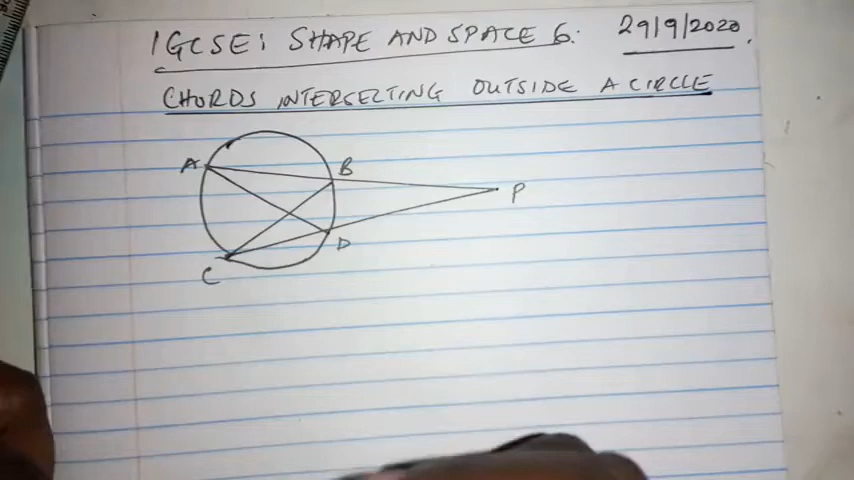 IGCSE: SHAPE AND SPACE 6: 29/9/2020.
CHORDS INTERSECTING OUTSIDE A CIRCLE
A B
P
D
C